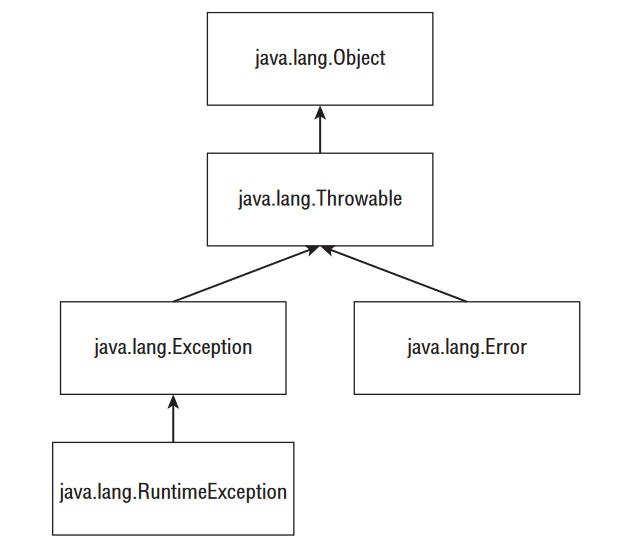 java.lang.Object
java.lang.Throwable
java.lang.Exception
java.lang.Error
java.lang.RuntimeException